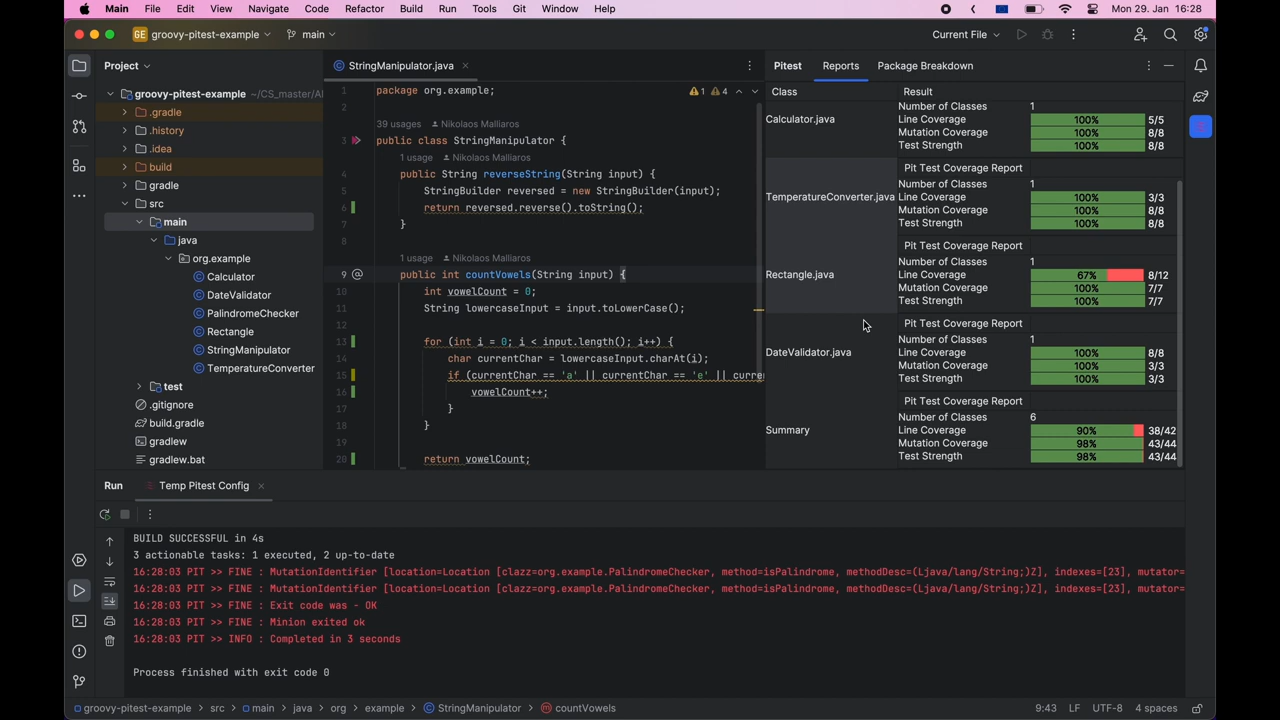 Main File Edit View Navigate Code Refactor Build Run Tools Git Window Help Mon 29. Jan 16:28
GE groovy-pitest-example main Current File
Project
groovy-pitest-example ~/CS_master/AI
.gradle
.history
.idea
build
gradle
src
main
java
org.example
Calculator
DateValidator
PalindromeChecker
Rectangle
StringManipulator
TemperatureConverter
test
.gitignore
build.gradle
gradlew
gradlew.bat
StringManipulator.java
1 package org.example;
1 4
2
39 usages Nikolaos Malliaros
3 public class StringManipulator {
1 usage Nikolaos Malliaros
4 public String reverseString(String input) {
5 StringBuilder reversed = new StringBuilder(input);
6 return reversed.reverse().toString();
7 }
8
1 usage Nikolaos Malliaros
9 @ public int countVowels(String input) {
10 int vowelCount = 0;
11 String lowercaseInput = input.toLowerCase();
12
13 for (int i = 0; i < input.length(); i++) {
14 char currentChar = lowercaseInput.charAt(i);
15 if (currentChar == 'a' || currentChar == 'e' || curre
16 vowelCount++;
17 }
18 }
19
20 return vowelCount;
Pitest Reports Package Breakdown
Class Result
Number of Classes 1
Calculator.java Line Coverage 100% 5/5
Mutation Coverage 100% 8/8
Test Strength 100% 8/8
Pit Test Coverage Report
Number of Classes 1
TemperatureConverter.java Line Coverage 100% 3/3
Mutation Coverage 100% 8/8
Test Strength 100% 8/8
Pit Test Coverage Report
Number of Classes 1
Rectangle.java Line Coverage 67% 8/12
Mutation Coverage 100% 7/7
Test Strength 100% 7/7
Pit Test Coverage Report
Number of Classes 1
DateValidator.java Line Coverage 100% 8/8
Mutation Coverage 100% 3/3
Test Strength 100% 3/3
Pit Test Coverage Report
Number of Classes 6
Summary Line Coverage 90% 38/42
Mutation Coverage 98% 43/44
Test Strength 98% 43/44
Run Temp Pitest Config
BUILD SUCCESSFUL in 4s
3 actionable tasks: 1 executed, 2 up-to-date
16:28:03 PIT >> FINE : MutationIdentifier [location=Location [clazz=org.example.PalindromeChecker, method=isPalindrome, methodDesc=(Ljava/lang/String;)Z], indexes=[23], mutator=
16:28:03 PIT >> FINE : MutationIdentifier [location=Location [clazz=org.example.PalindromeChecker, method=isPalindrome, methodDesc=(Ljava/lang/String;)Z], indexes=[23], mutator=
16:28:03 PIT >> FINE : Exit code was - OK
16:28:03 PIT >> FINE : Minion exited ok
16:28:03 PIT >> INFO : Completed in 3 seconds
Process finished with exit code 0
groovy-pitest-example > src > main > java > org > example > StringManipulator > countVowels 9:43 LF UTF-8 4 spaces